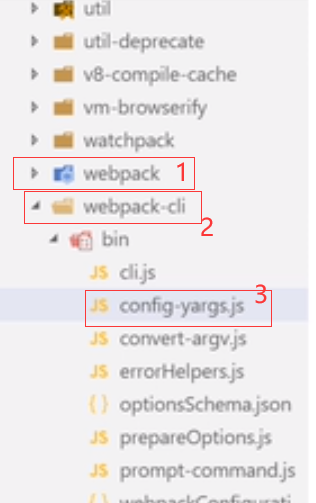 util
util-deprecate
v8-compile-cache
vm-browserify
watchpack
webpack 1
webpack-cli 2
bin
JS cli.js
JS config-yargs.js 3
JS convert-argv.js
JS errorHelpers.js
{ } optionsSchema.json
JS prepareOptions.js
JS prompt-command.js